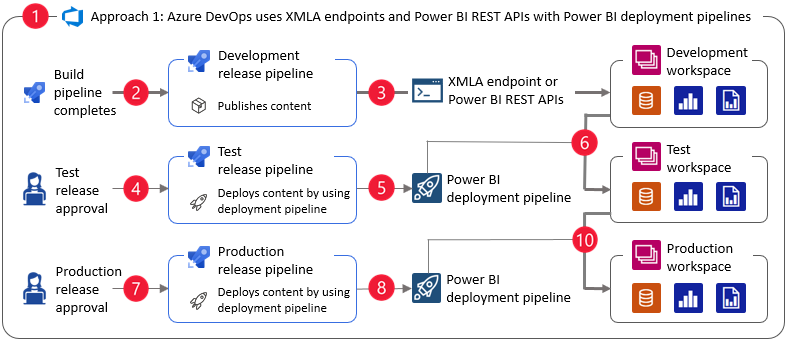 1 Approach 1: Azure DevOps uses XMLA endpoints and Power BI REST APIs with Power BI deployment pipelines
Build
pipeline
completes
2
Development
release pipeline
Publishes content
3
XMLA endpoint or
Power BI REST APIs
Development
workspace
Test
release
approval
4
Test
release pipeline
Deploys content by using
deployment pipeline
5
Power BI
deployment pipeline
6
Test
workspace
Production
release
approval
7
Production
release pipeline
Deploys content by using
deployment pipeline
8
Power BI
deployment pipeline
10
Production
workspace